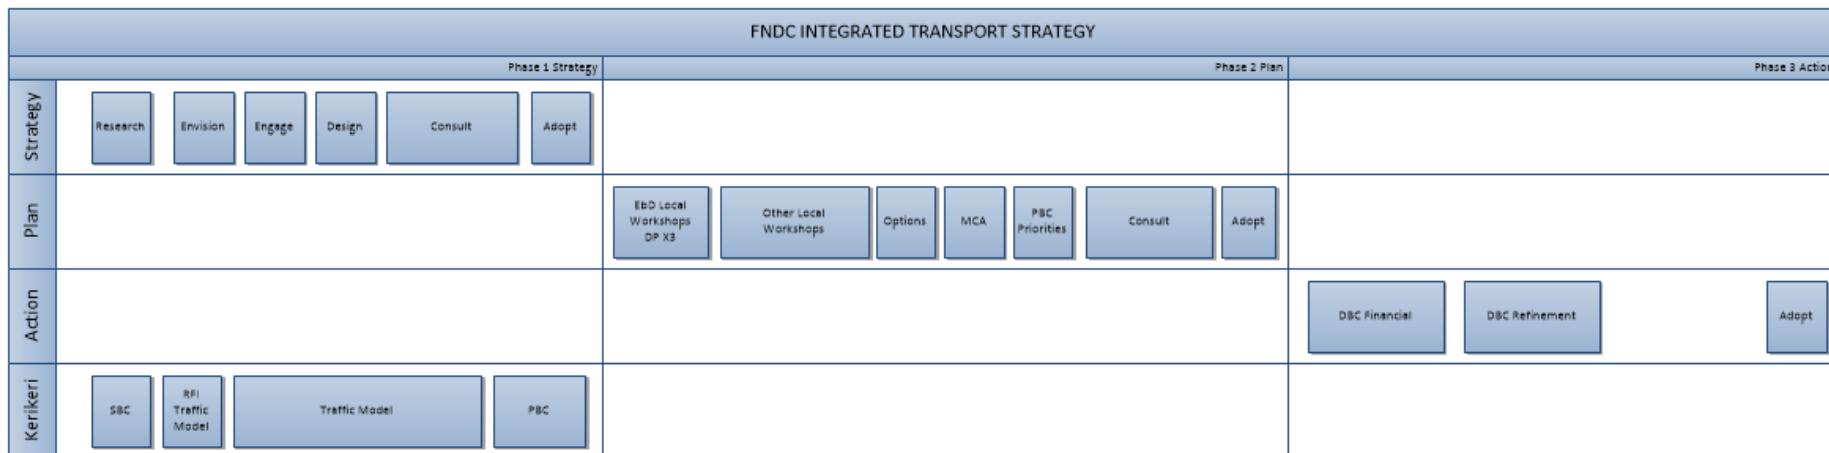 FNDC INTEGRATED TRANSPORT STRATEGY
Phase 1 Strategy
Phase 2 Plan
Phase 3 Action
Strategy
Research
Envision
Engage
Design
Consult
Adopt
Plan
EbD Local
Workshops
DP X3
Other Local
Workshops
Options
MCA
PBC
Priorities
Consult
Adopt
Action
DBC Financial
DBC Refinement
Adopt
Kerikeri
SBC
RFI
Traffic
Model
Traffic Model
PBC